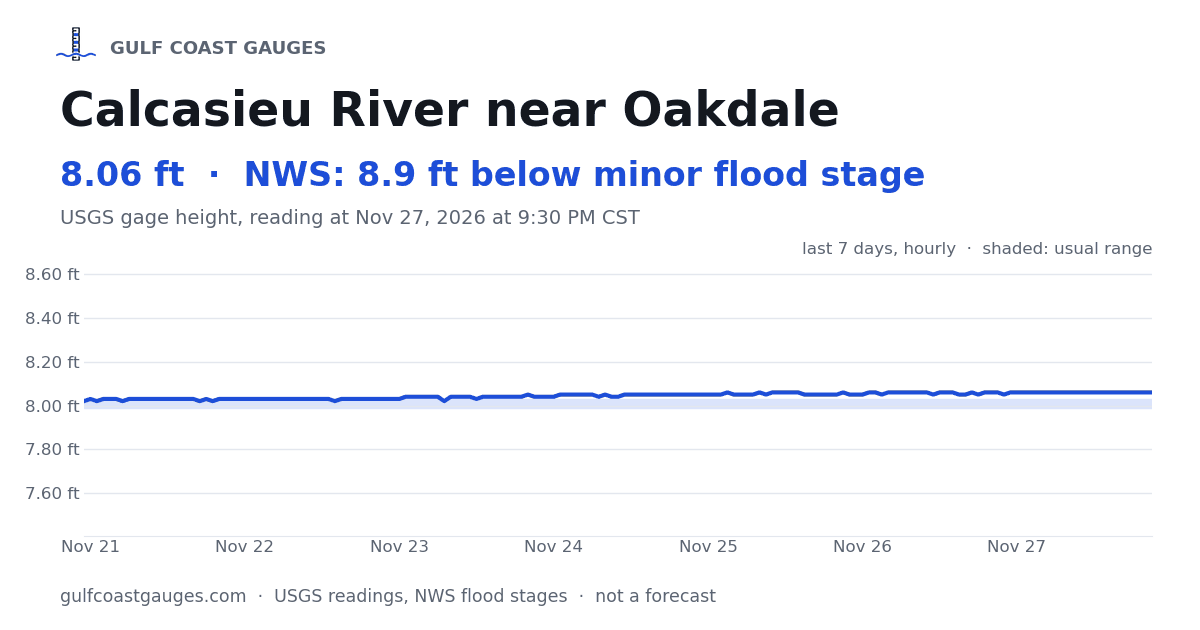 GULF COAST GAUGES
Calcasieu River near Oakdale
8.06 ft · NWS: 8.9 ft below minor flood stage
USGS gage height, reading at Nov 27, 2026 at 9:30 PM CST
last 7 days, hourly · shaded: usual range
8.60 ft
8.40 ft
8.20 ft
8.00 ft
7.80 ft
7.60 ft
Nov 21 Nov 22 Nov 23 Nov 24 Nov 25 Nov 26 Nov 27
gulfcoastgauges.com · USGS readings, NWS flood stages · not a forecast